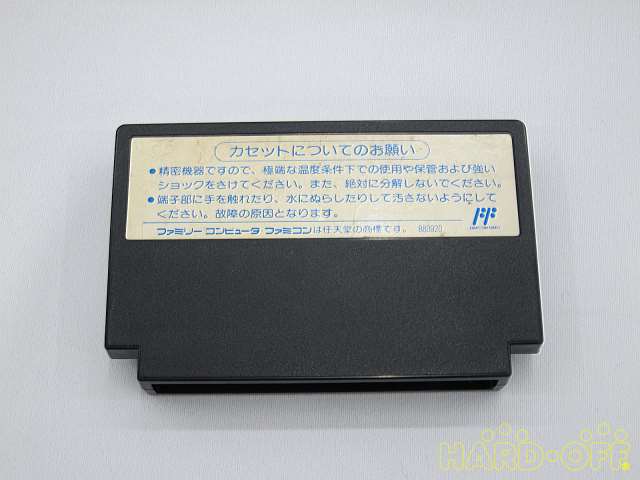 カセットについてのお願い
●精密機器ですので、極端な温度条件下での使用や保管および強い
ショックをさけてください。また、絶対に分解しないでください。
●端子部に手を触れたり、水にぬらしたりして汚さないようにして
ください。故障の原因となります。
ファミリーコンピュータ/ファミコンは任天堂の商標です。 880920
HARD・OFF